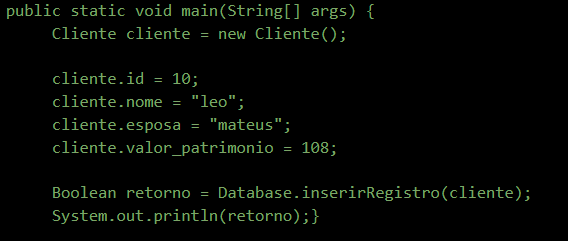 public static void main(String[] args) {
Cliente cliente = new Cliente();
cliente.id = 10;
cliente.nome = "leo";
cliente.esposa = "mateus";
cliente.valor_patrimonio = 108;
Boolean retorno = Database.inserirRegistro(cliente);
System.out.println(retorno);}